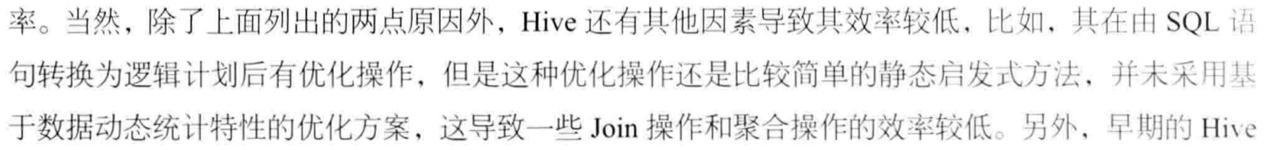 率。当然，除了上面列出的两点原因外，Hive 还有其他因素导致其效率较低，比如，其在由 SQL 语
句转换为逻辑计划后有优化操作，但是这种优化操作还是比较简单的静态启发式方法，并未采用基
于数据动态统计特性的优化方案，这导致一些 Join 操作和聚合操作的效率较低。另外，早期的 Hive